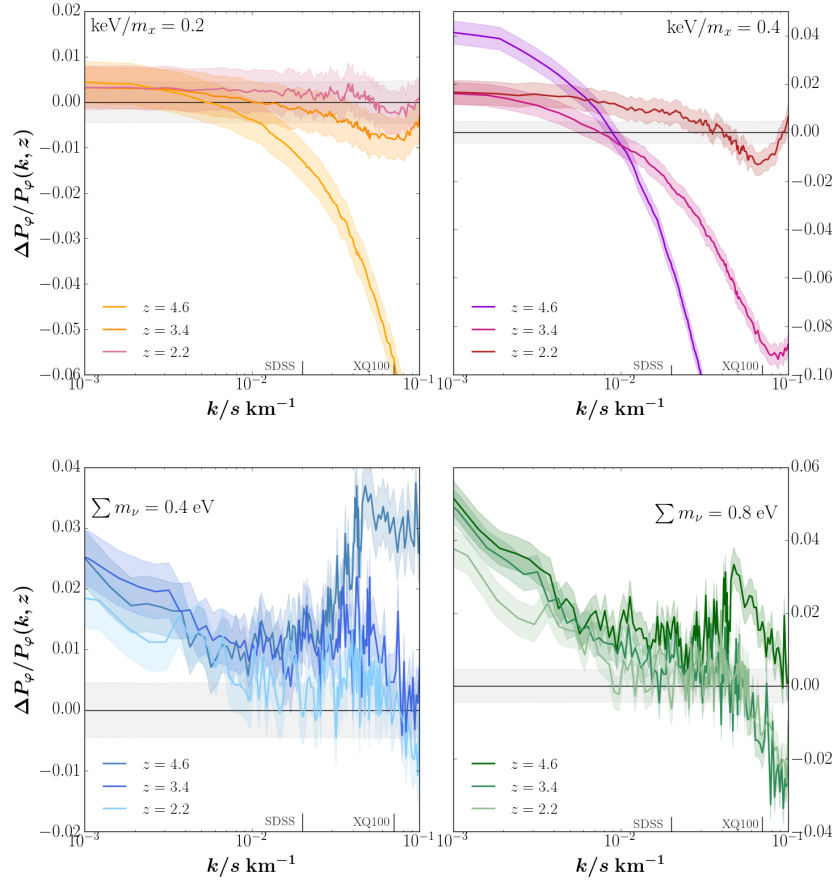 keV/m_x = 0.2
keV/m_x = 0.4
0.02
0.01
0.00
−0.01
−0.02
−0.03
−0.04
−0.05
−0.06
0.04
0.02
0.00
−0.02
−0.04
−0.06
−0.08
−0.10
ΔP_φ/P_φ(k, z)
z = 4.6
z = 3.4
z = 2.2
SDSS
XQ100
z = 4.6
z = 3.4
z = 2.2
SDSS
XQ100
10⁻³
10⁻²
10⁻¹
10⁻³
10⁻²
10⁻¹
k/s km⁻¹
k/s km⁻¹
∑ m_ν = 0.4 eV
∑ m_ν = 0.8 eV
0.04
0.03
0.02
0.01
0.00
−0.01
−0.02
0.06
0.04
0.02
0.00
−0.02
−0.04
ΔP_φ/P_φ(k, z)
z = 4.6
z = 3.4
z = 2.2
SDSS
XQ100
z = 4.6
z = 3.4
z = 2.2
SDSS
XQ100
10⁻³
10⁻²
10⁻¹
10⁻³
10⁻²
10⁻¹
k/s km⁻¹
k/s km⁻¹